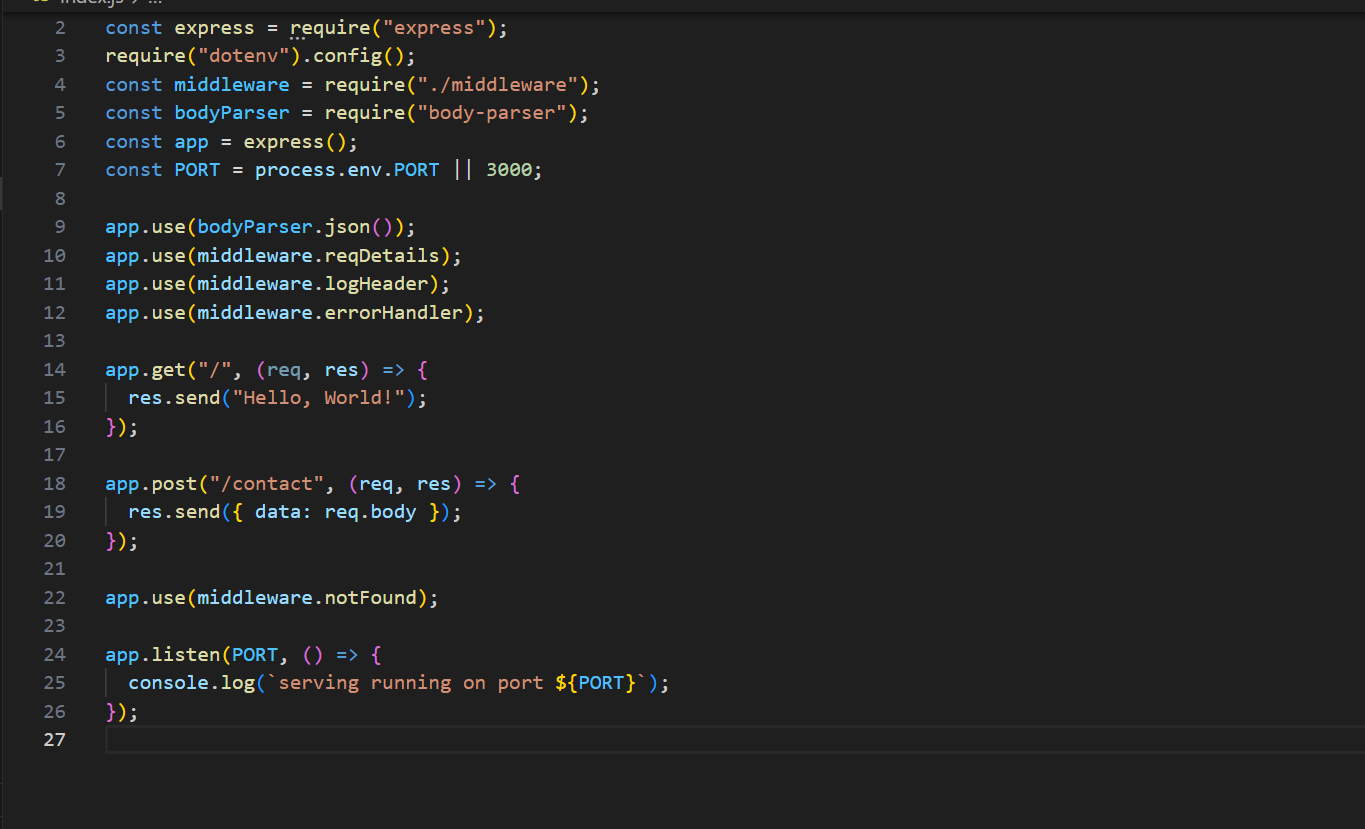 index.js > ...
2 const express = require("express");
3 require("dotenv").config();
4 const middleware = require("./middleware");
5 const bodyParser = require("body-parser");
6 const app = express();
7 const PORT = process.env.PORT || 3000;
8
9 app.use(bodyParser.json());
10 app.use(middleware.reqDetails);
11 app.use(middleware.logHeader);
12 app.use(middleware.errorHandler);
13
14 app.get("/", (req, res) => {
15   res.send("Hello, World!");
16 });
17
18 app.post("/contact", (req, res) => {
19   res.send({ data: req.body });
20 });
21
22 app.use(middleware.notFound);
23
24 app.listen(PORT, () => {
25   console.log(`serving running on port ${PORT}`);
26 });
27